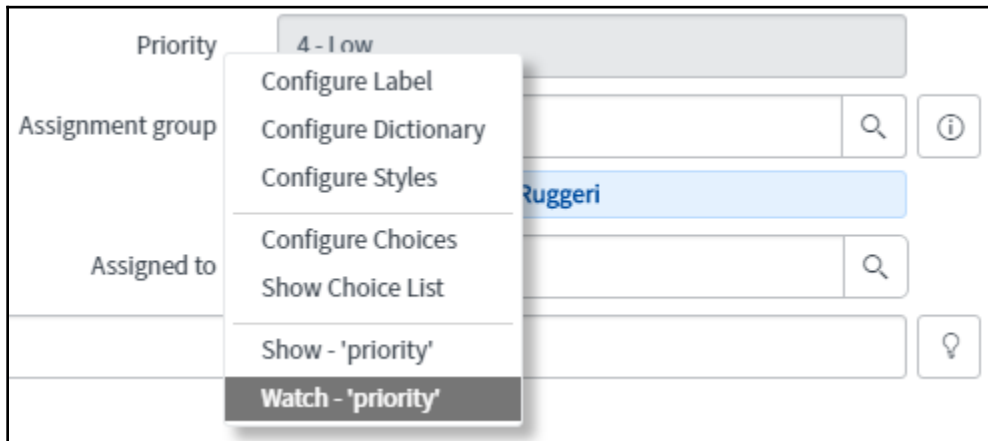 Priority
4 - Low
Configure Label
Assignment group
Configure Dictionary
Configure Styles
Ruggeri
Configure Choices
Assigned to
Show Choice List
Show - 'priority'
Watch - 'priority'